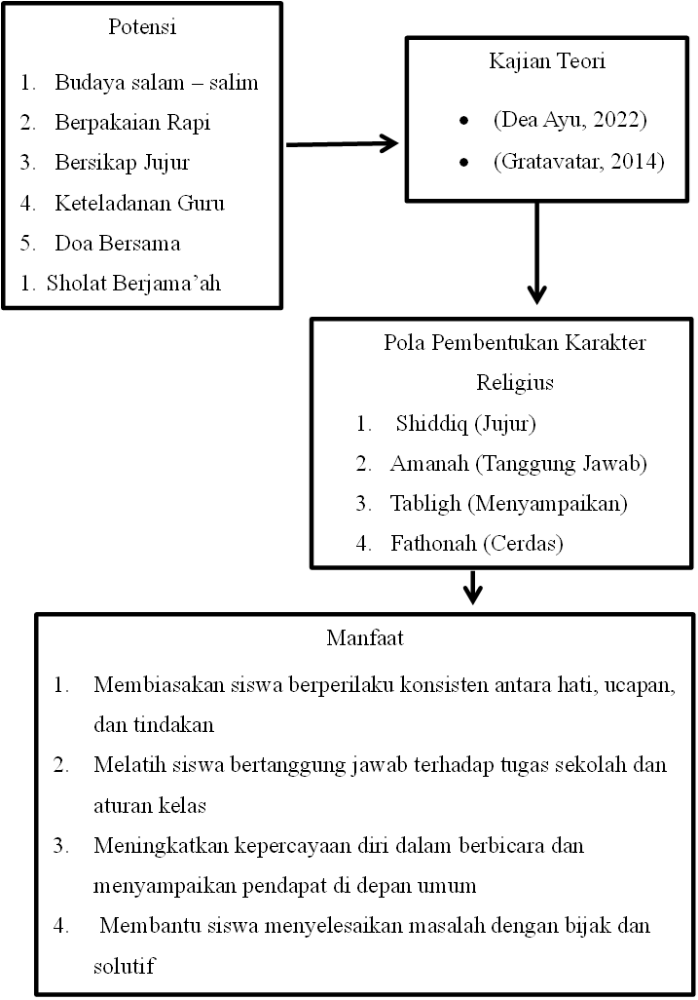 Potensi
1. Budaya salam – salim
2. Berpakaian Rapi
3. Bersikap Jujur
4. Keteladanan Guru
5. Doa Bersama
1. Sholat Berjama’ah
Kajian Teori
• (Dea Ayu, 2022)
• (Gratavatar, 2014)
Pola Pembentukan Karakter
Religius
1. Shiddiq (Jujur)
2. Amanah (Tanggung Jawab)
3. Tabligh (Menyampaikan)
4. Fathonah (Cerdas)
Manfaat
1. Membiasakan siswa berperilaku konsisten antara hati, ucapan,
dan tindakan
2. Melatih siswa bertanggung jawab terhadap tugas sekolah dan
aturan kelas
3. Meningkatkan kepercayaan diri dalam berbicara dan
menyampaikan pendapat di depan umum
4. Membantu siswa menyelesaikan masalah dengan bijak dan
solutif